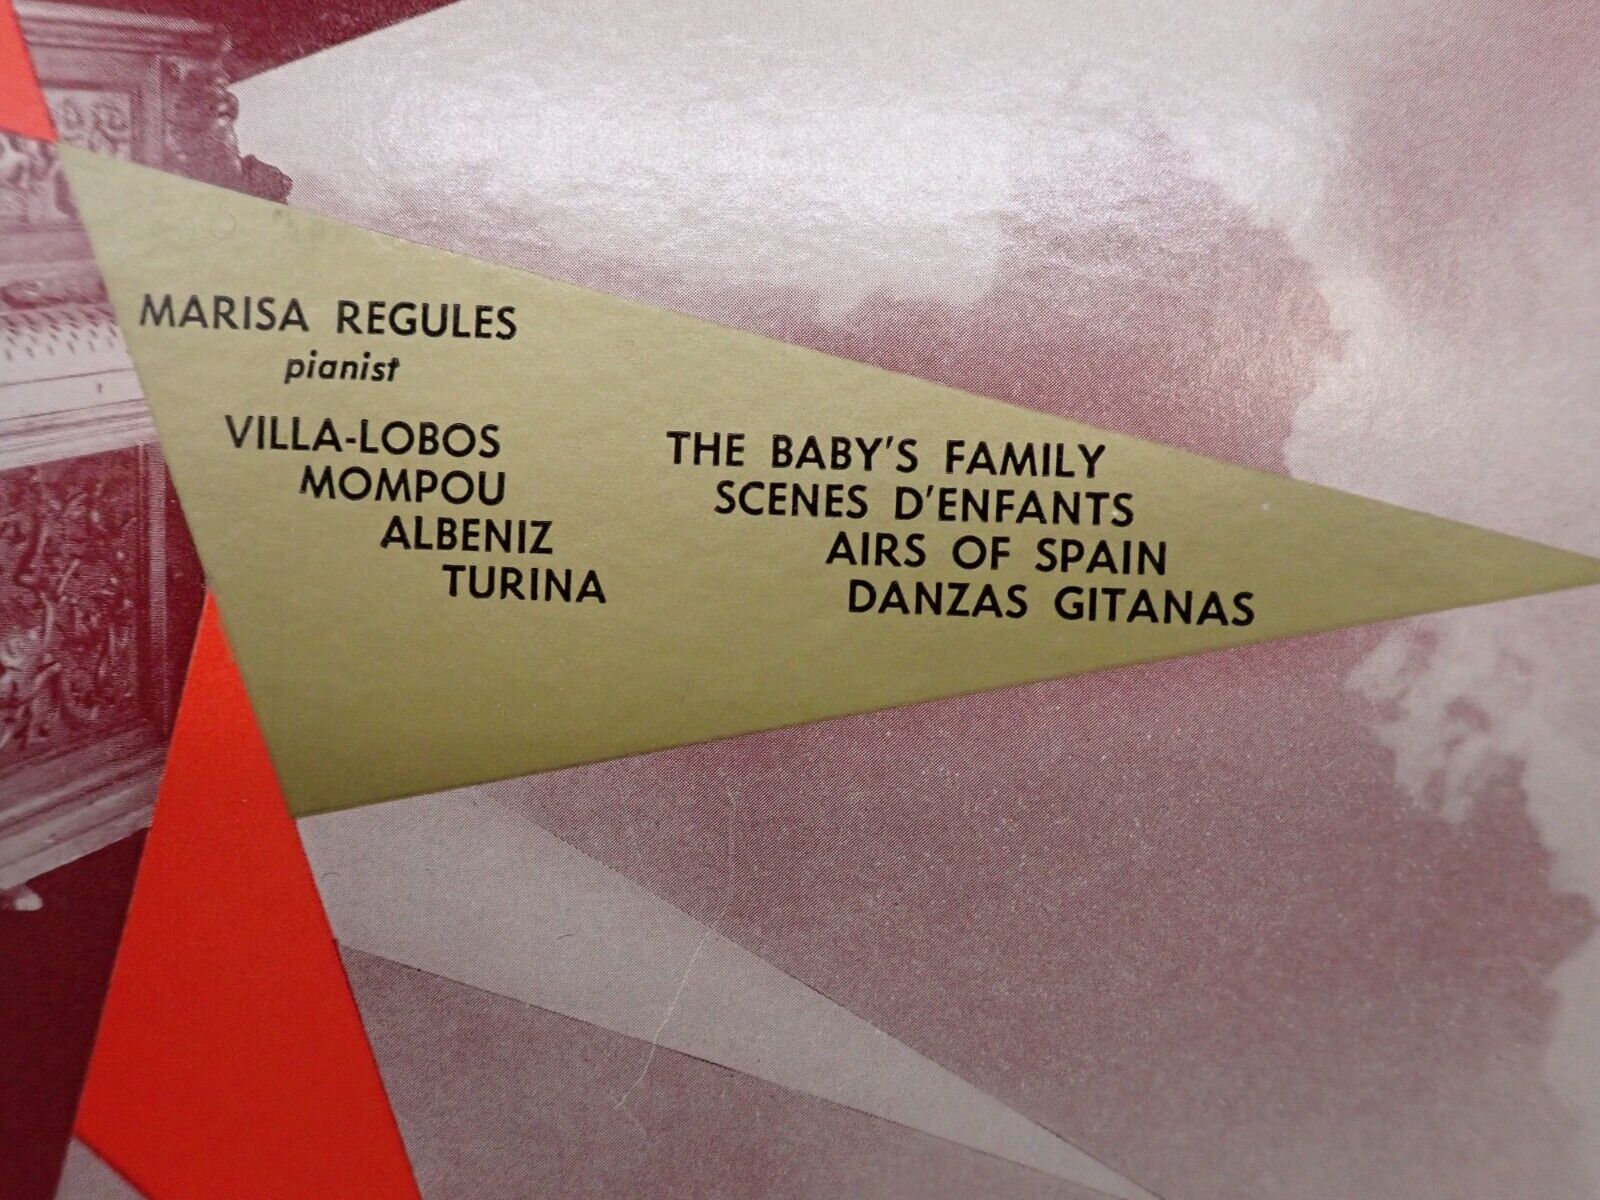 MARISA REGULES
pianist
VILLA-LOBOS
MOMPOU
ALBENIZ
TURINA
THE BABY'S FAMILY
SCENES D'ENFANTS
AIRS OF SPAIN
DANZAS GITANAS